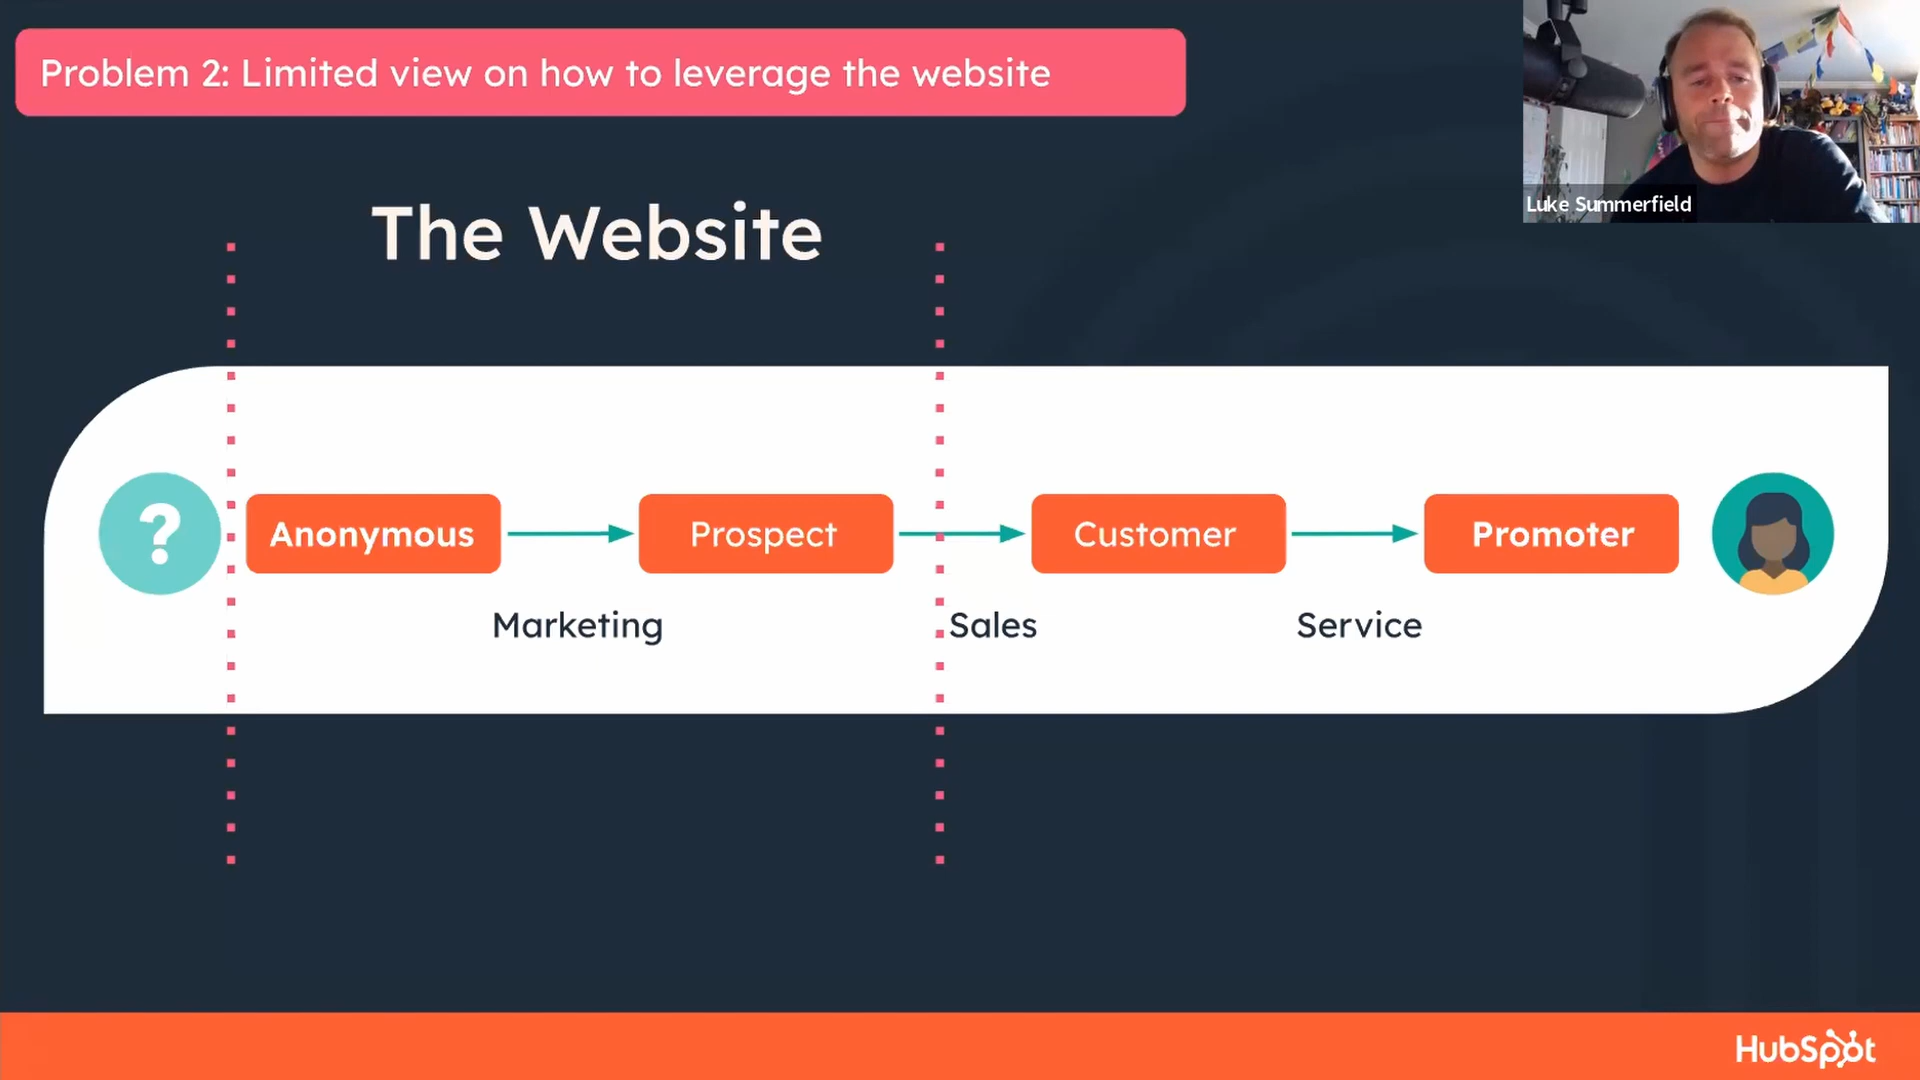 Problem 2: Limited view on how to leverage the website
Luke Summerfield
The Website
?
Anonymous
Prospect
Customer
Promoter
Marketing
Sales
Service
HubSpot